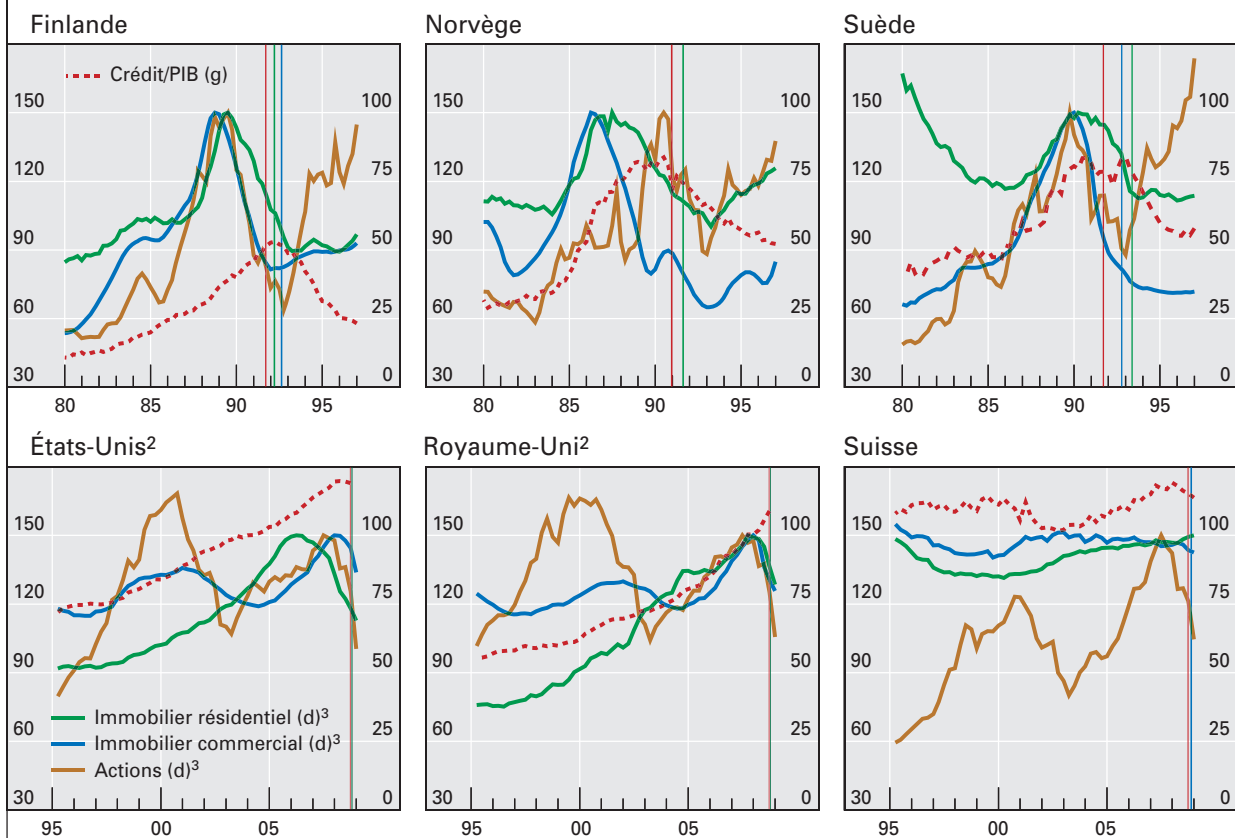 Finlande
Norvège
Suède
Crédit/PIB (g)
150 100
120 75
90 50
60 25
30 0
80 85 90 95
150 100
120 75
90 50
60 25
30 0
80 85 90 95
150 100
120 75
90 50
60 25
30 0
80 85 90 95
États-Unis²
Royaume-Uni²
Suisse
150 100
120 75
90 50
60 25
30 0
Immobilier résidentiel (d)³
Immobilier commercial (d)³
Actions (d)³
95 00 05
150 100
120 75
90 50
60 25
30 0
95 00 05
150 100
120 75
90 50
60 25
30 0
95 00 05